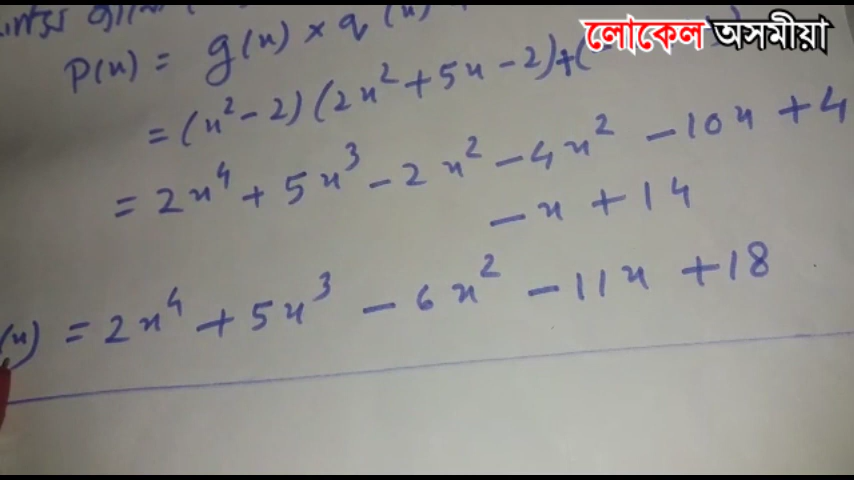 লোকেল অসমীয়া
P(x) = g(x) × q(x)
= (x² - 2) (2x² + 5x - 2) + (
= 2x⁴ + 5x³ - 2x² - 4x² - 10x + 4
- x + 14
(x) = 2x⁴ + 5x³ - 6x² - 11x + 18